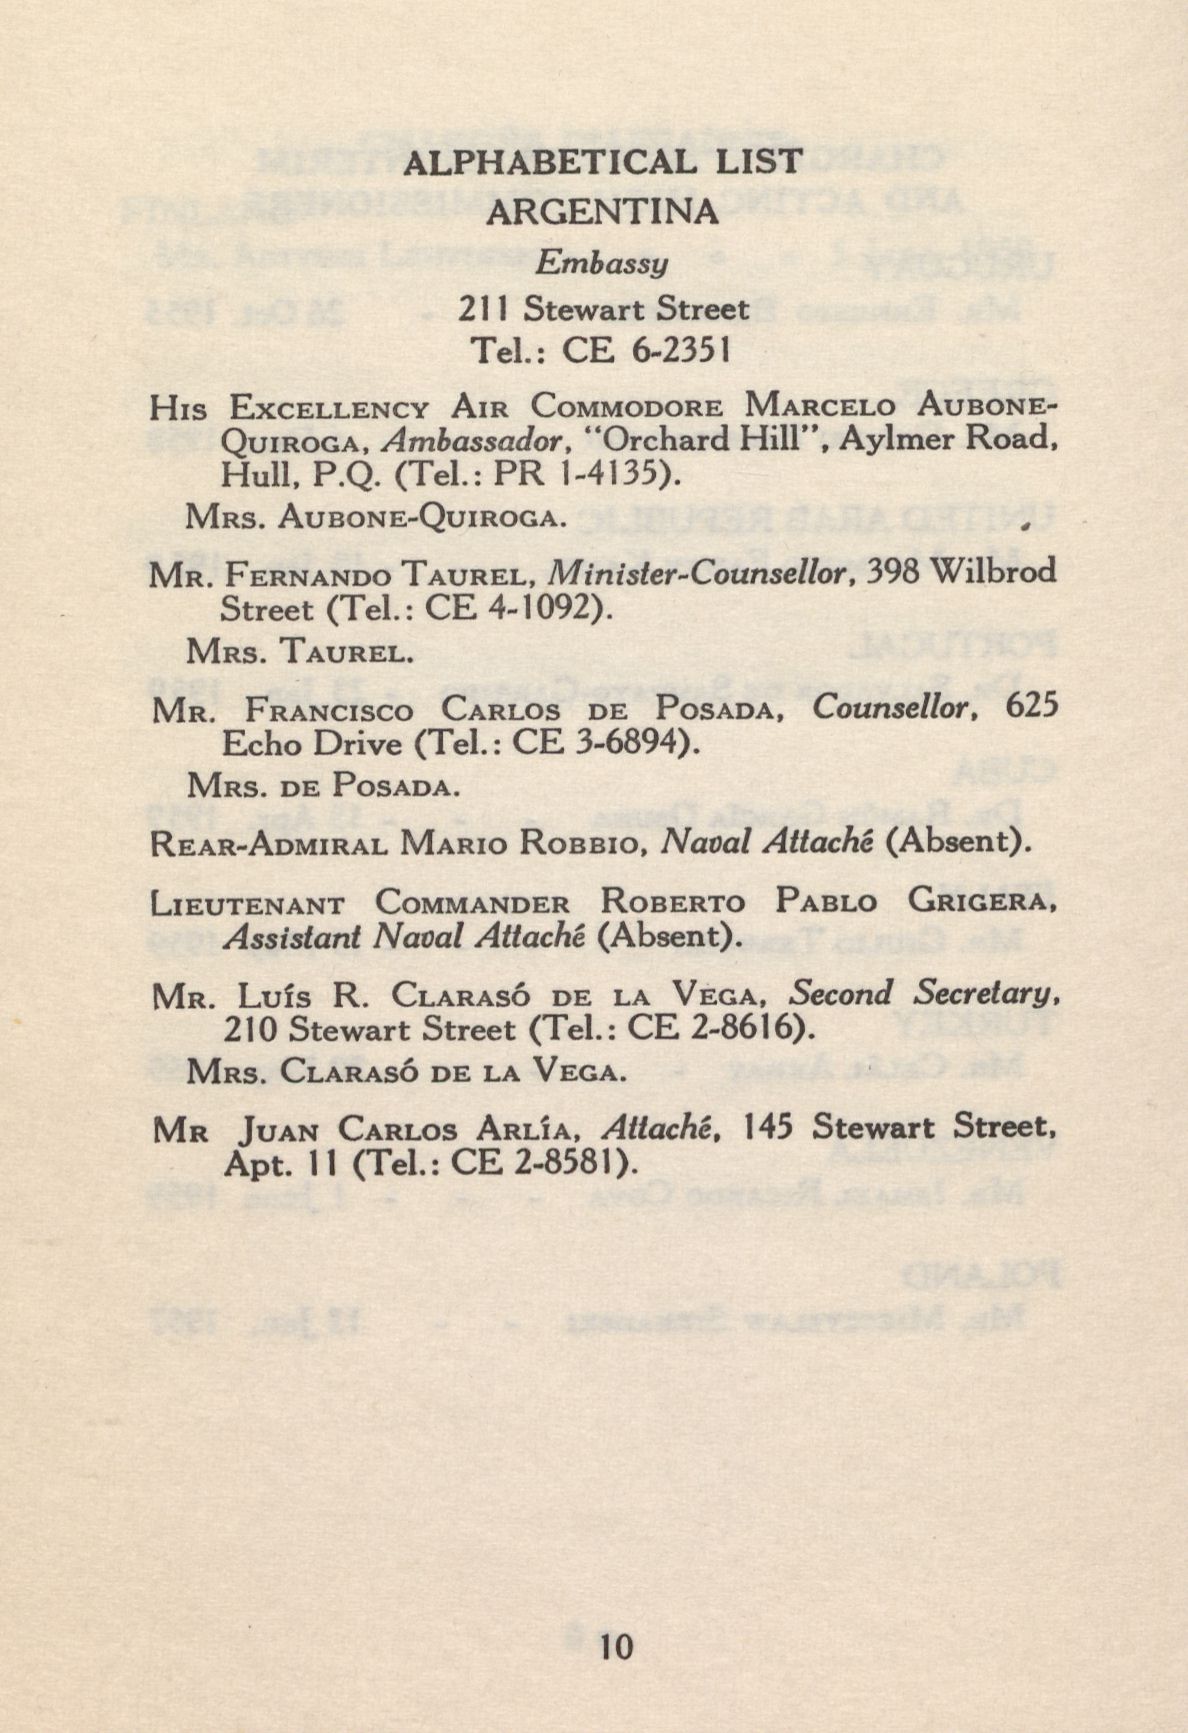 ALPHABETICAL LIST
ARGENTINA
Embassy
211 Stewart Street
Tel.: CE 6-2351
His Excellency Air Commodore Marcelo Aubone-
Quiroga, Ambassador, “Orchard Hill”, Aylmer Road,
Hull, P.Q. (Tel.: PR 1-4135).
Mrs. Aubone-Quiroga.
Mr. Fernando Taurel, Minister-Counsellor, 398 Wilbrod
Street (Tel.: CE 4-1092).
Mrs. Taurel.
Mr. Francisco Carlos de Posada, Counsellor, 625
Echo Drive (Tel.: CE 3-6894).
Mrs. de Posada.
Rear-Admiral Mario Robbio, Naval Attaché (Absent).
Lieutenant Commander Roberto Pablo Grigera,
Assistant Naval Attaché (Absent).
Mr. Luís R. Clarasó de la Vega, Second Secretary,
210 Stewart Street (Tel.: CE 2-8616).
Mrs. Clarasó de la Vega.
Mr Juan Carlos Arlía, Attaché, 145 Stewart Street,
Apt. 11 (Tel.: CE 2-8581).
10